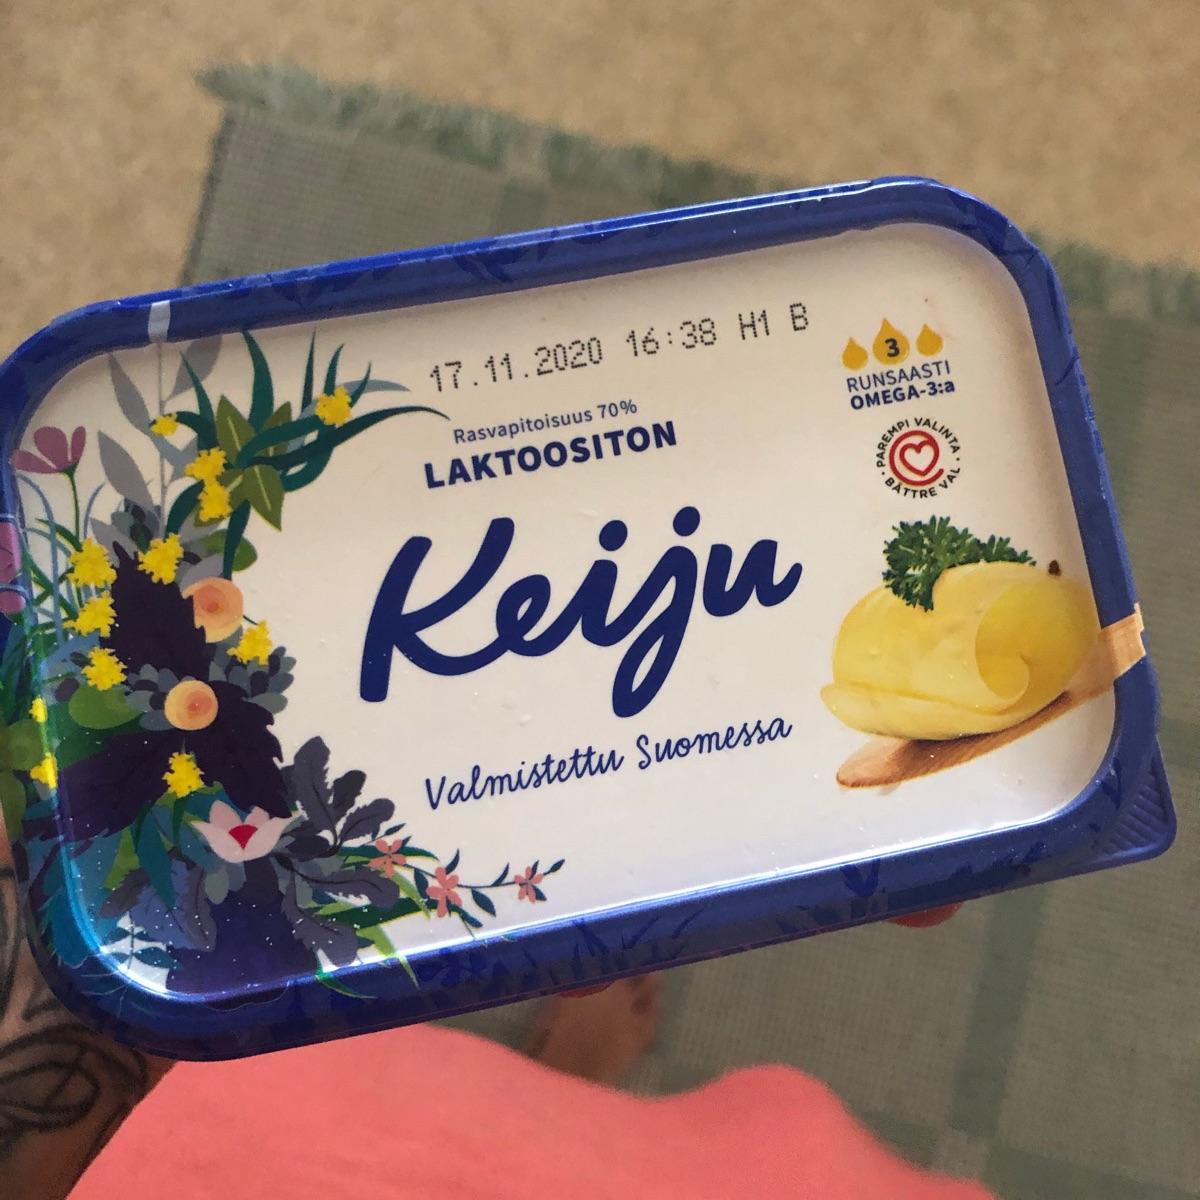 17.11.2020 16:38 H1 B
Rasvapitoisuus 70%
LAKTOOSITON
Keiju
Valmistettu Suomessa
3
RUNSAASTI
OMEGA-3:a
PAREMPI VALINTA
BÄTTRE VAL